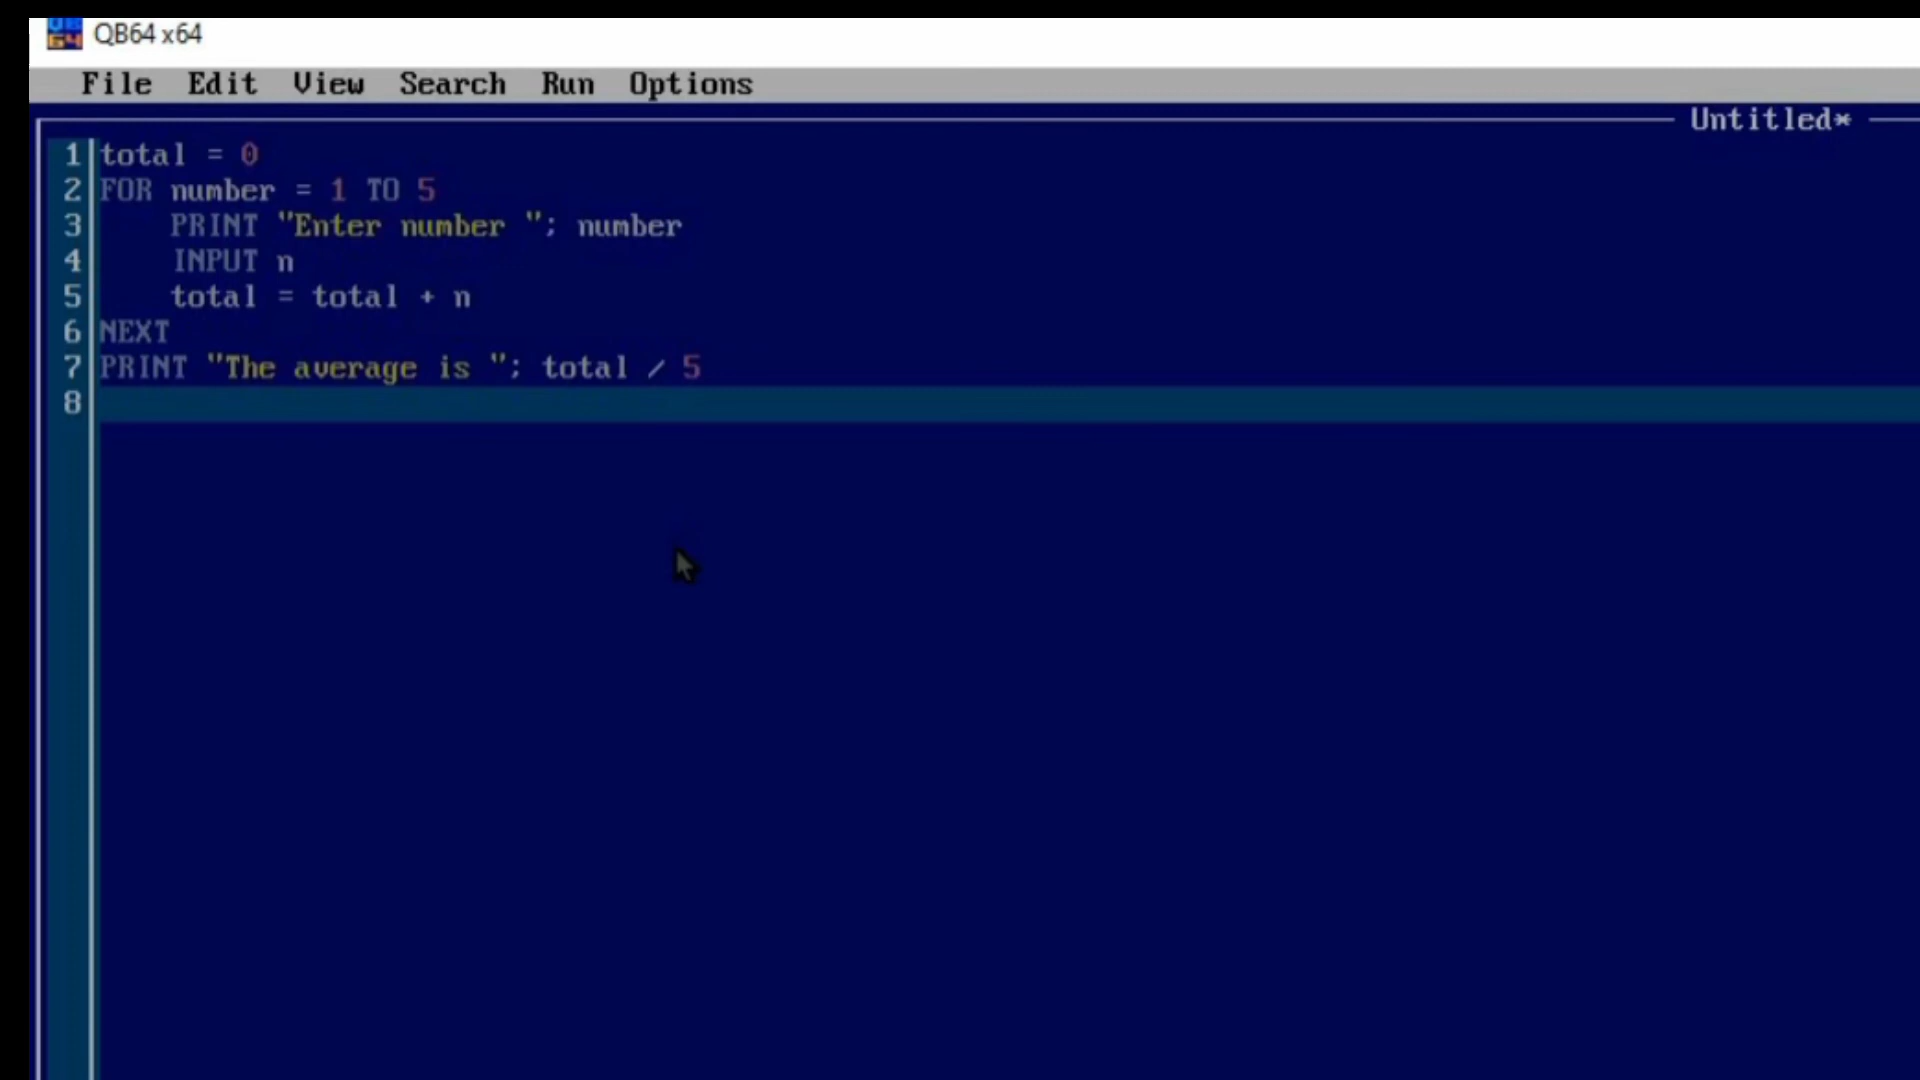 QB64 x64
File Edit View Search Run Options
Untitled*
1 total = 0
2 FOR number = 1 TO 5
3     PRINT "Enter number "; number
4     INPUT n
5     total = total + n
6 NEXT
7 PRINT "The average is "; total / 5
8